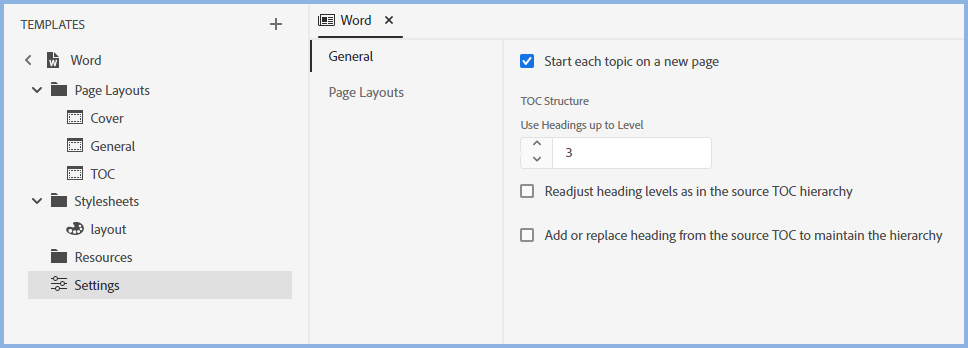 TEMPLATES
Word
Page Layouts
Cover
General
TOC
Stylesheets
layout
Resources
Settings
Word
General
Page Layouts
Start each topic on a new page
TOC Structure
Use Headings up to Level
3
Readjust heading levels as in the source TOC hierarchy
Add or replace heading from the source TOC to maintain the hierarchy